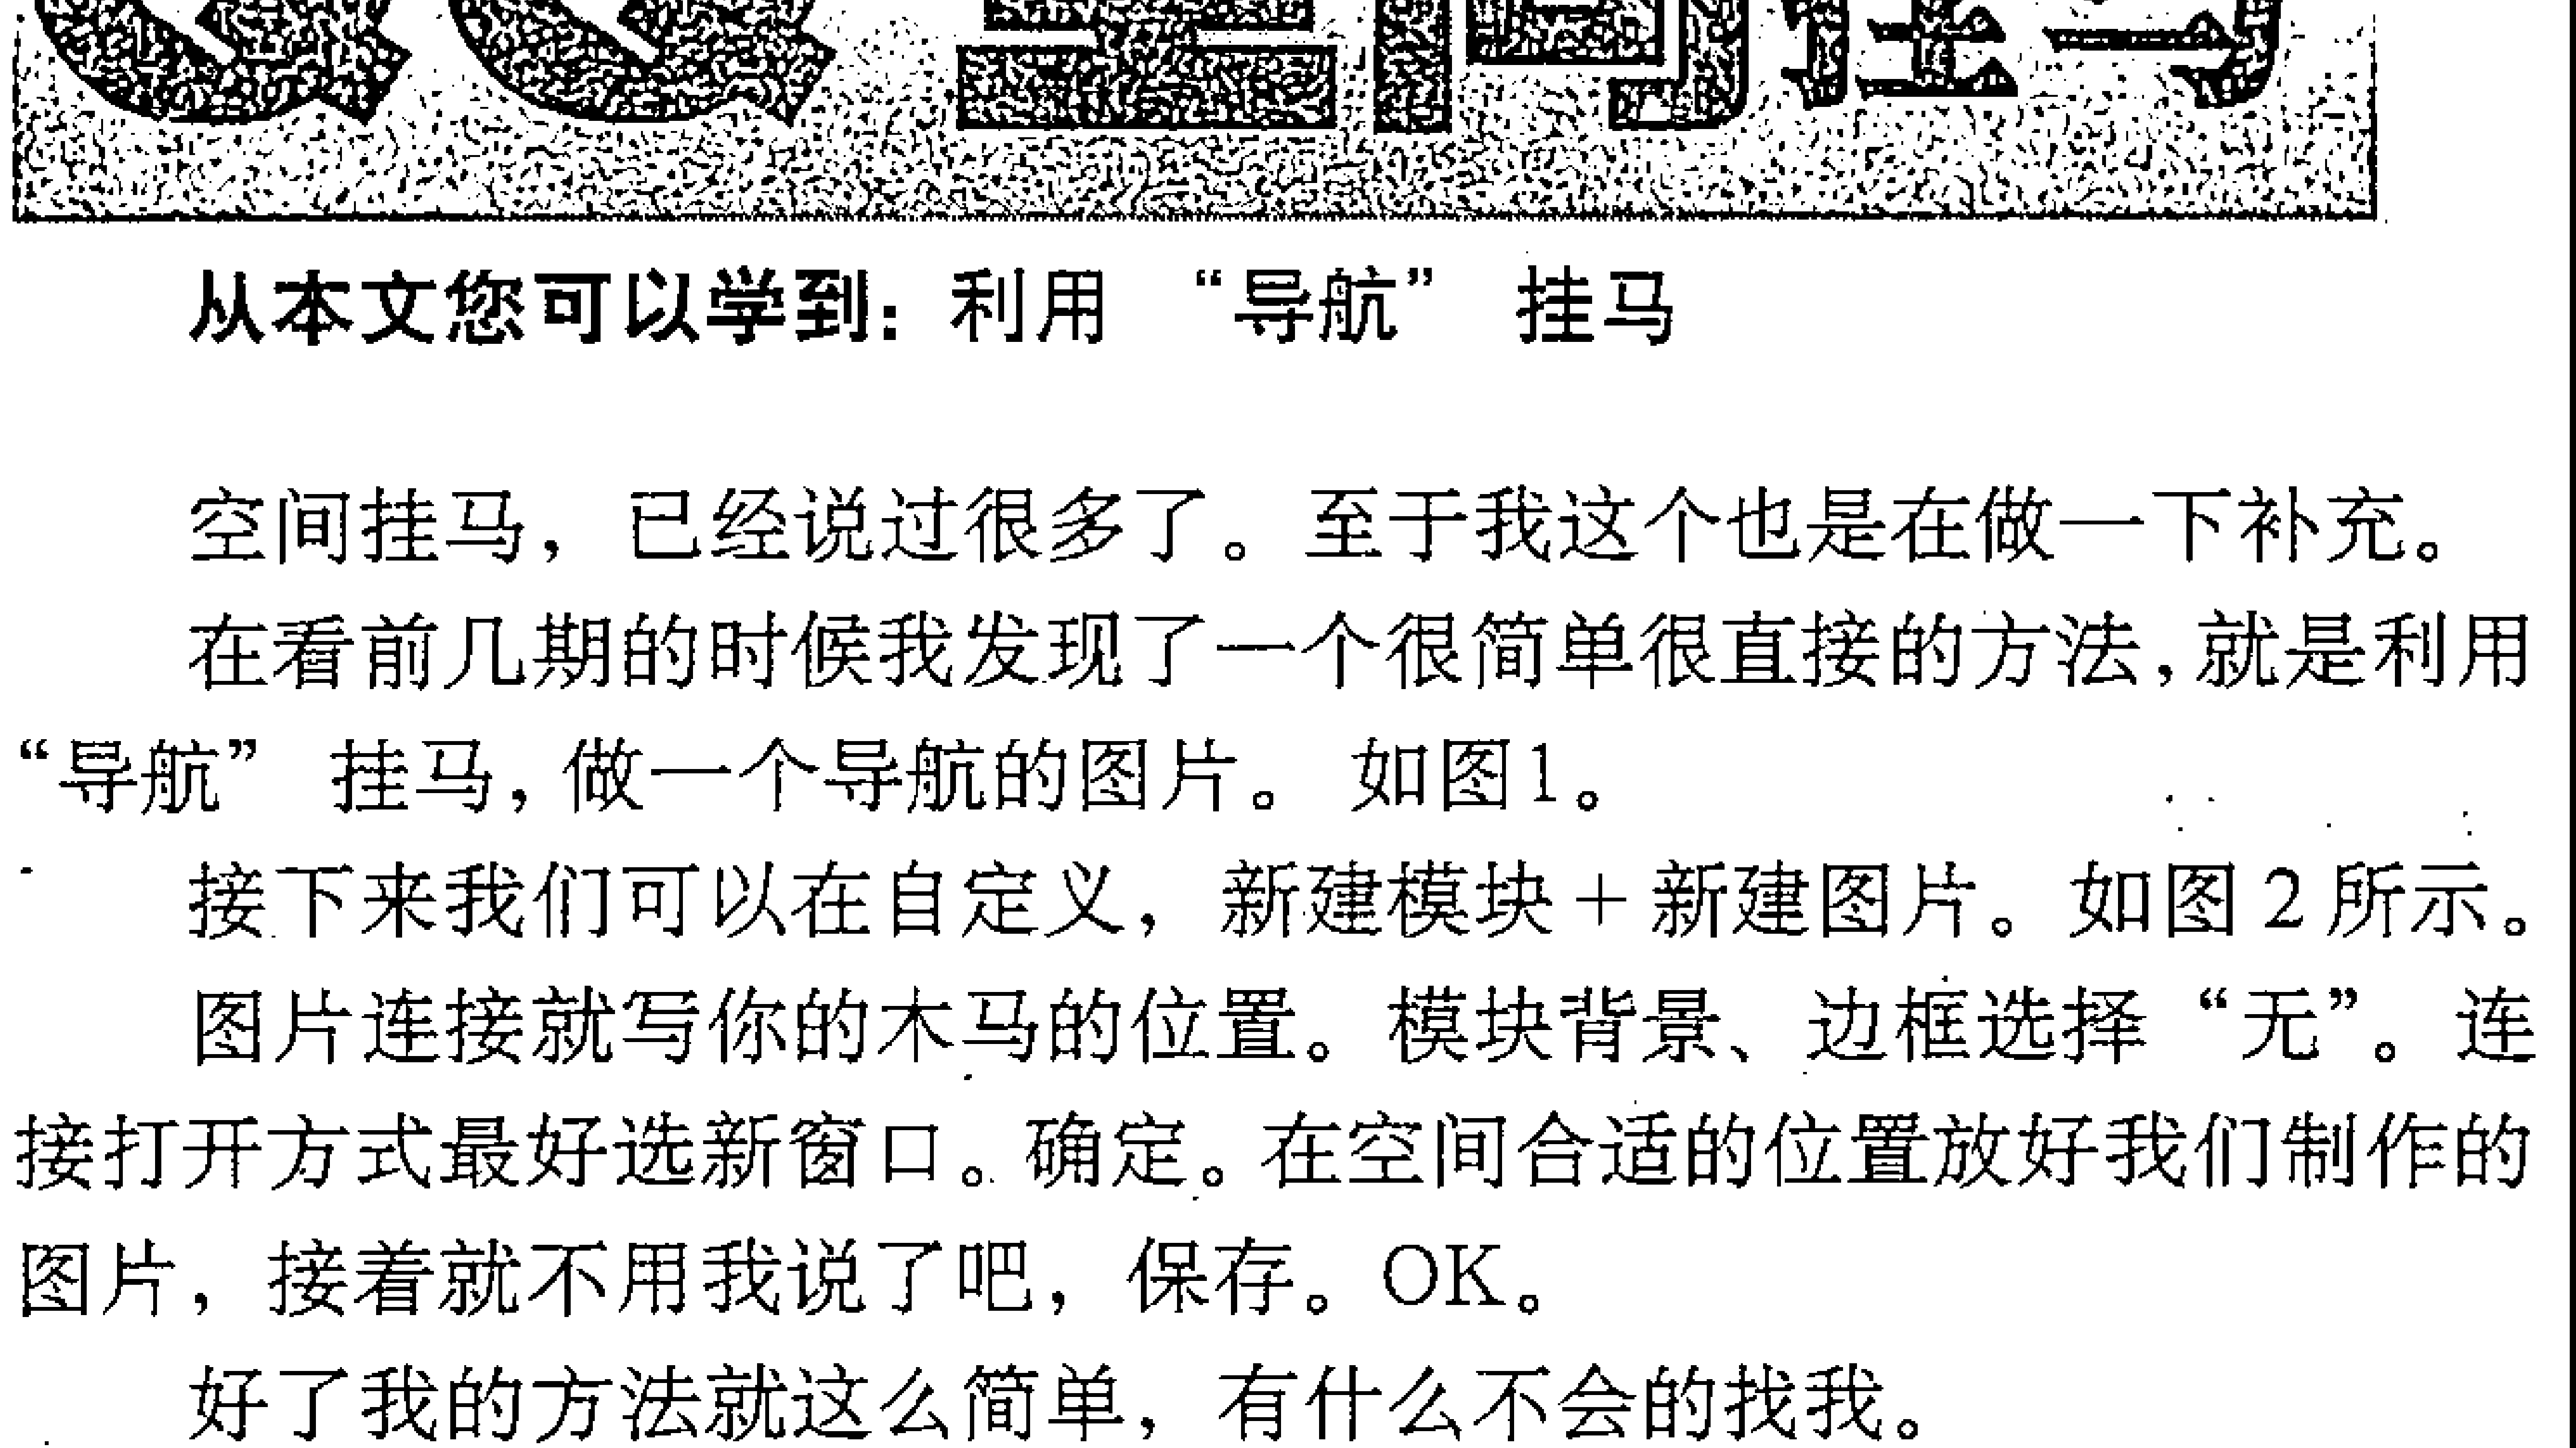 QQ空间挂马
从本文您可以学到：利用 “导航” 挂马
空间挂马，已经说过很多了。至于我这个也是在做一下补充。
在看前几期的时候我发现了一个很简单很直接的方法，就是利用
“导航” 挂马，做一个导航的图片。 如图1。
接下来我们可以在自定义，新建模块＋新建图片。如图 2 所示。
图片连接就写你的木马的位置。模块背景、边框选择 “无”。连
接打开方式最好选新窗口。确定。在空间合适的位置放好我们制作的
图片，接着就不用我说了吧，保存。OK。
好了我的方法就这么简单，有什么不会的找我。